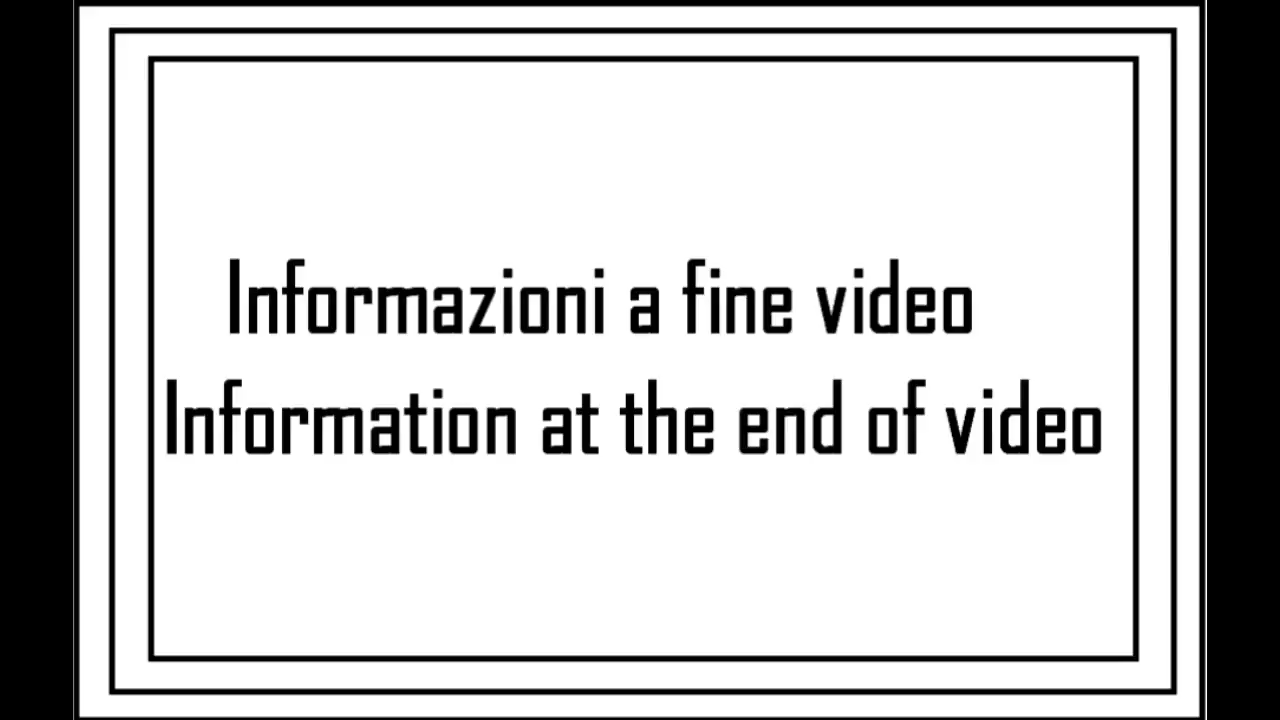 Informazioni a fine video
Information at the end of video